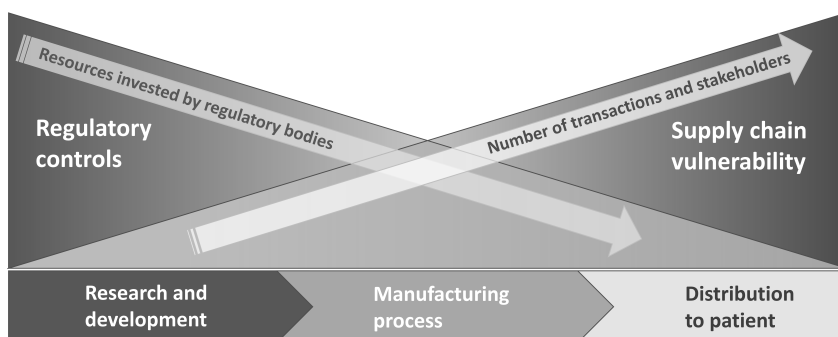 Resources invested by regulatory bodies
Number of transactions and stakeholders
Regulatory
controls
Supply chain
vulnerability
Research and
development
Manufacturing
process
Distribution
to patient